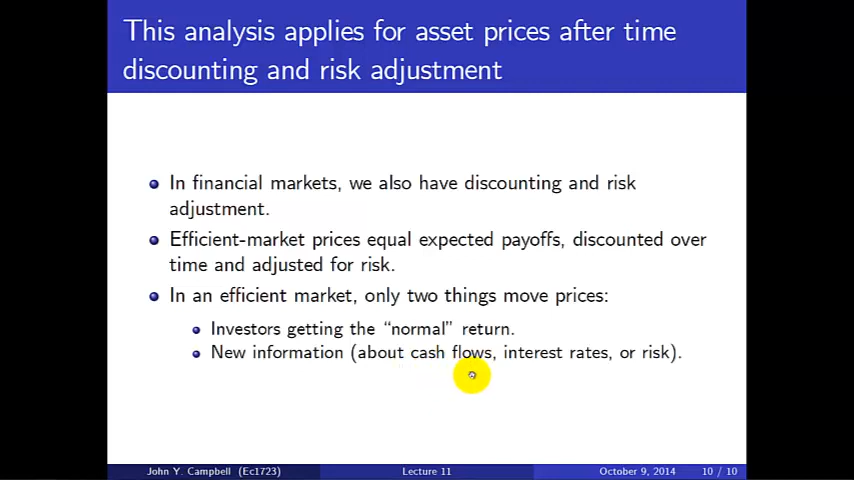 This analysis applies for asset prices after time
discounting and risk adjustment
In financial markets, we also have discounting and risk
adjustment.
Efficient-market prices equal expected payoffs, discounted over
time and adjusted for risk.
In an efficient market, only two things move prices:
Investors getting the “normal” return.
New information (about cash flows, interest rates, or risk).
John Y. Campbell (Ec1723) Lecture 11 October 9, 2014 10 / 10